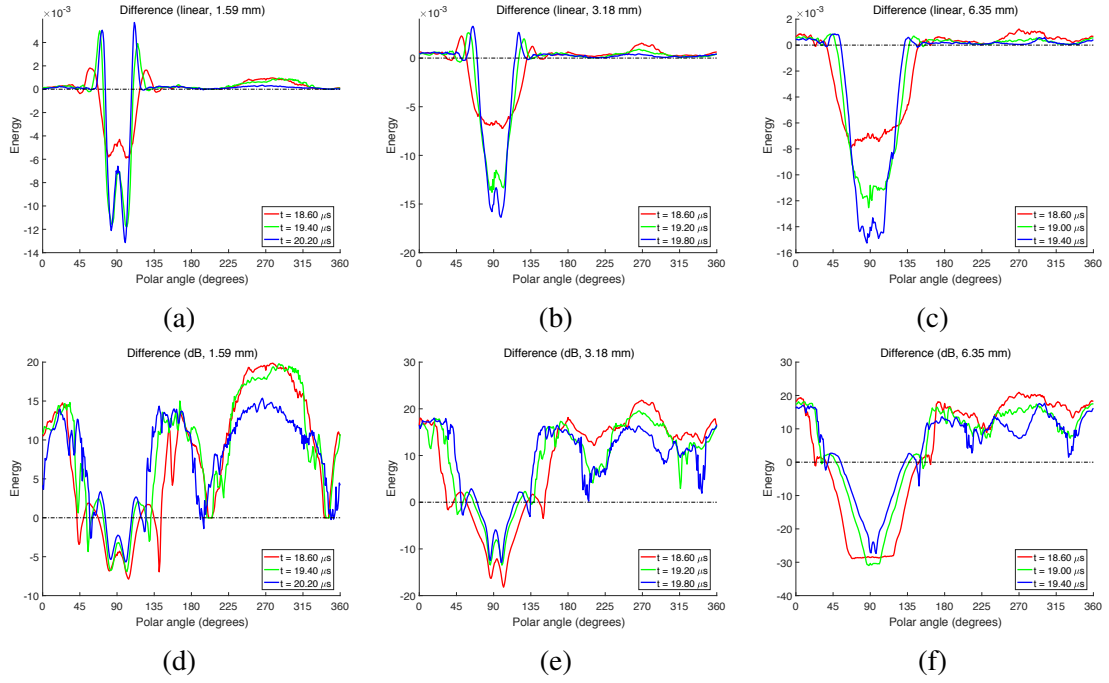 Difference (linear, 1.59 mm)
×10⁻³
Energy
6
4
2
0
-2
-4
-6
-8
-10
-12
-14
t = 18.60 μs
t = 19.40 μs
t = 20.20 μs
0 45 90 135 180 225 270 315 360
Polar angle (degrees)
(a)
Difference (linear, 3.18 mm)
×10⁻³
Energy
5
0
-5
-10
-15
-20
t = 18.60 μs
t = 19.20 μs
t = 19.80 μs
0 45 90 135 180 225 270 315 360
Polar angle (degrees)
(b)
Difference (linear, 6.35 mm)
×10⁻³
Energy
2
0
-2
-4
-6
-8
-10
-12
-14
-16
t = 18.60 μs
t = 19.00 μs
t = 19.40 μs
0 45 90 135 180 225 270 315 360
Polar angle (degrees)
(c)
Difference (dB, 1.59 mm)
Energy
20
15
10
5
0
-5
-10
t = 18.60 μs
t = 19.40 μs
t = 20.20 μs
0 45 90 135 180 225 270 315 360
Polar angle (degrees)
(d)
Difference (dB, 3.18 mm)
Energy
30
20
10
0
-10
-20
t = 18.60 μs
t = 19.20 μs
t = 19.80 μs
0 45 90 135 180 225 270 315 360
Polar angle (degrees)
(e)
Difference (dB, 6.35 mm)
Energy
30
20
10
0
-10
-20
-30
-40
t = 18.60 μs
t = 19.00 μs
t = 19.40 μs
0 45 90 135 180 225 270 315 360
Polar angle (degrees)
(f)